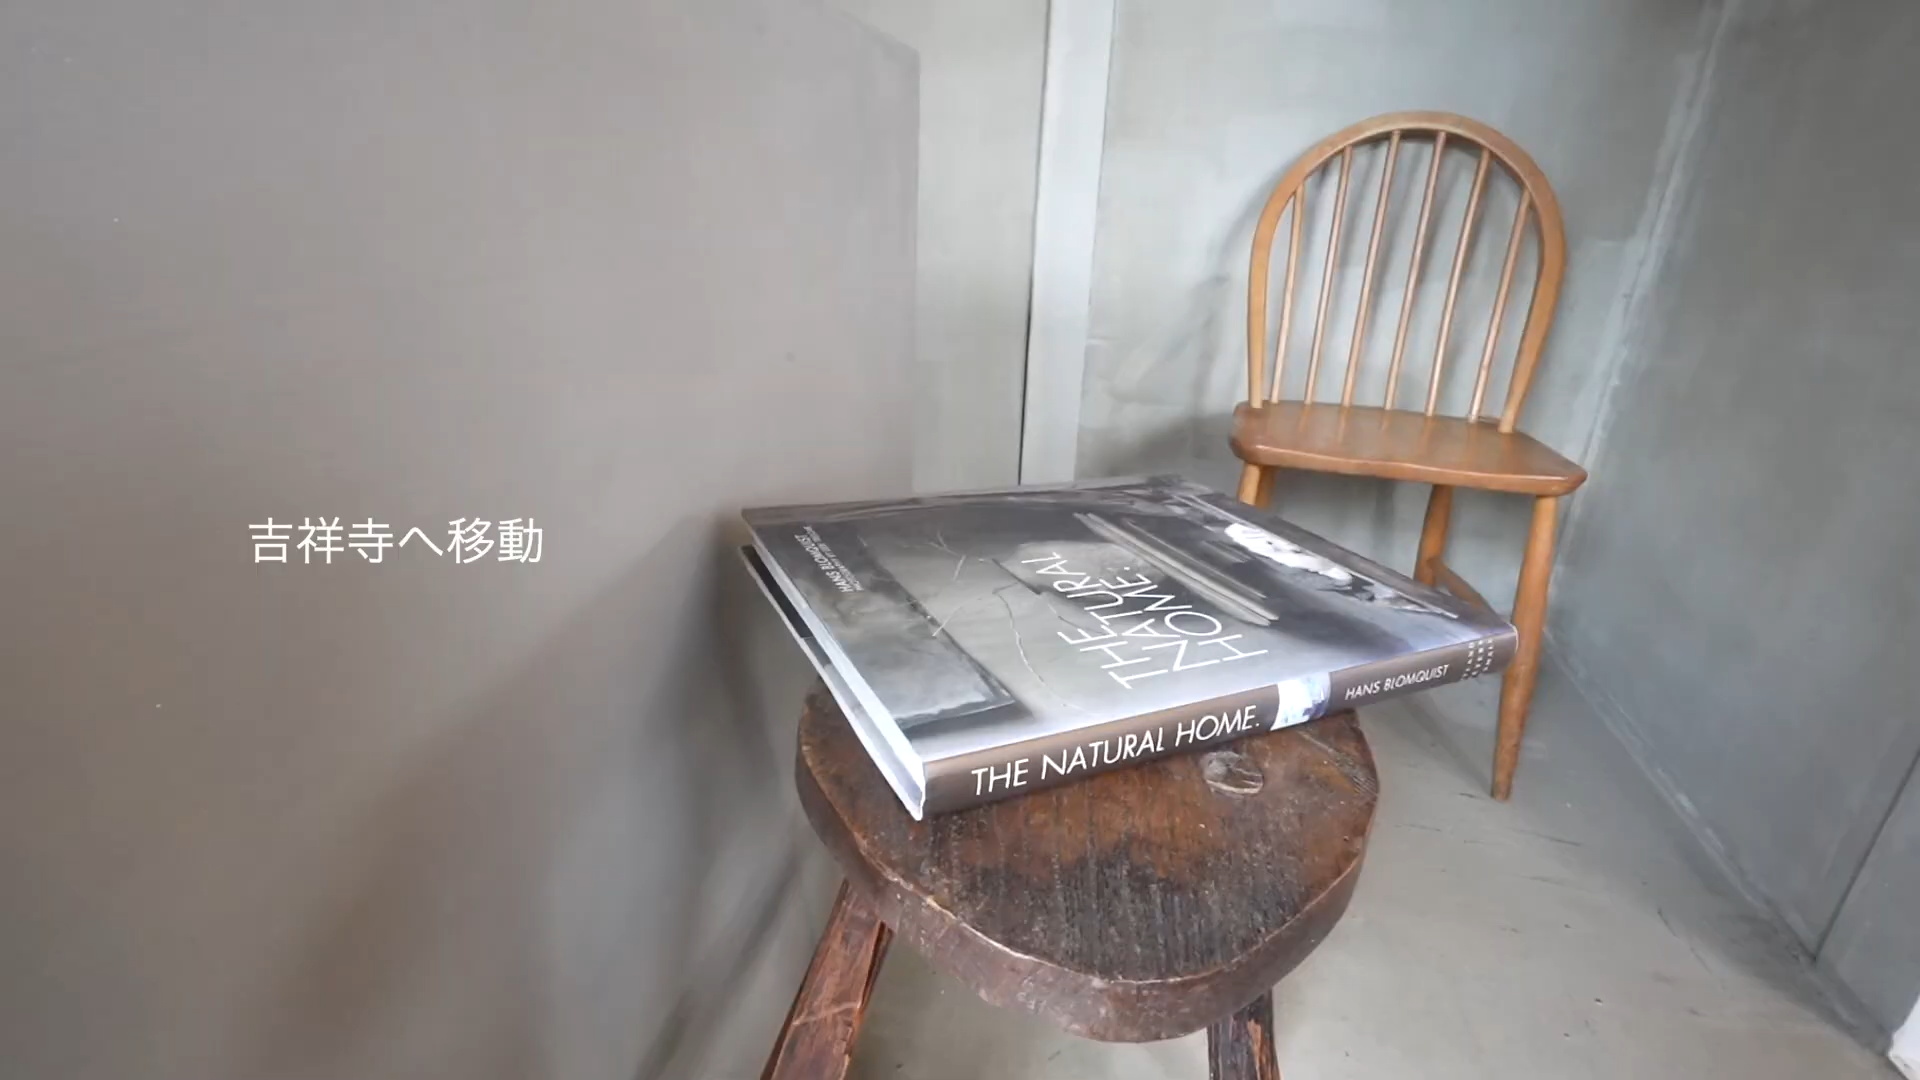 吉祥寺へ移動
HANS BLOMQUIST
THE
NATURAL
HOME.
THE NATURAL HOME.
HANS BLOMQUIST